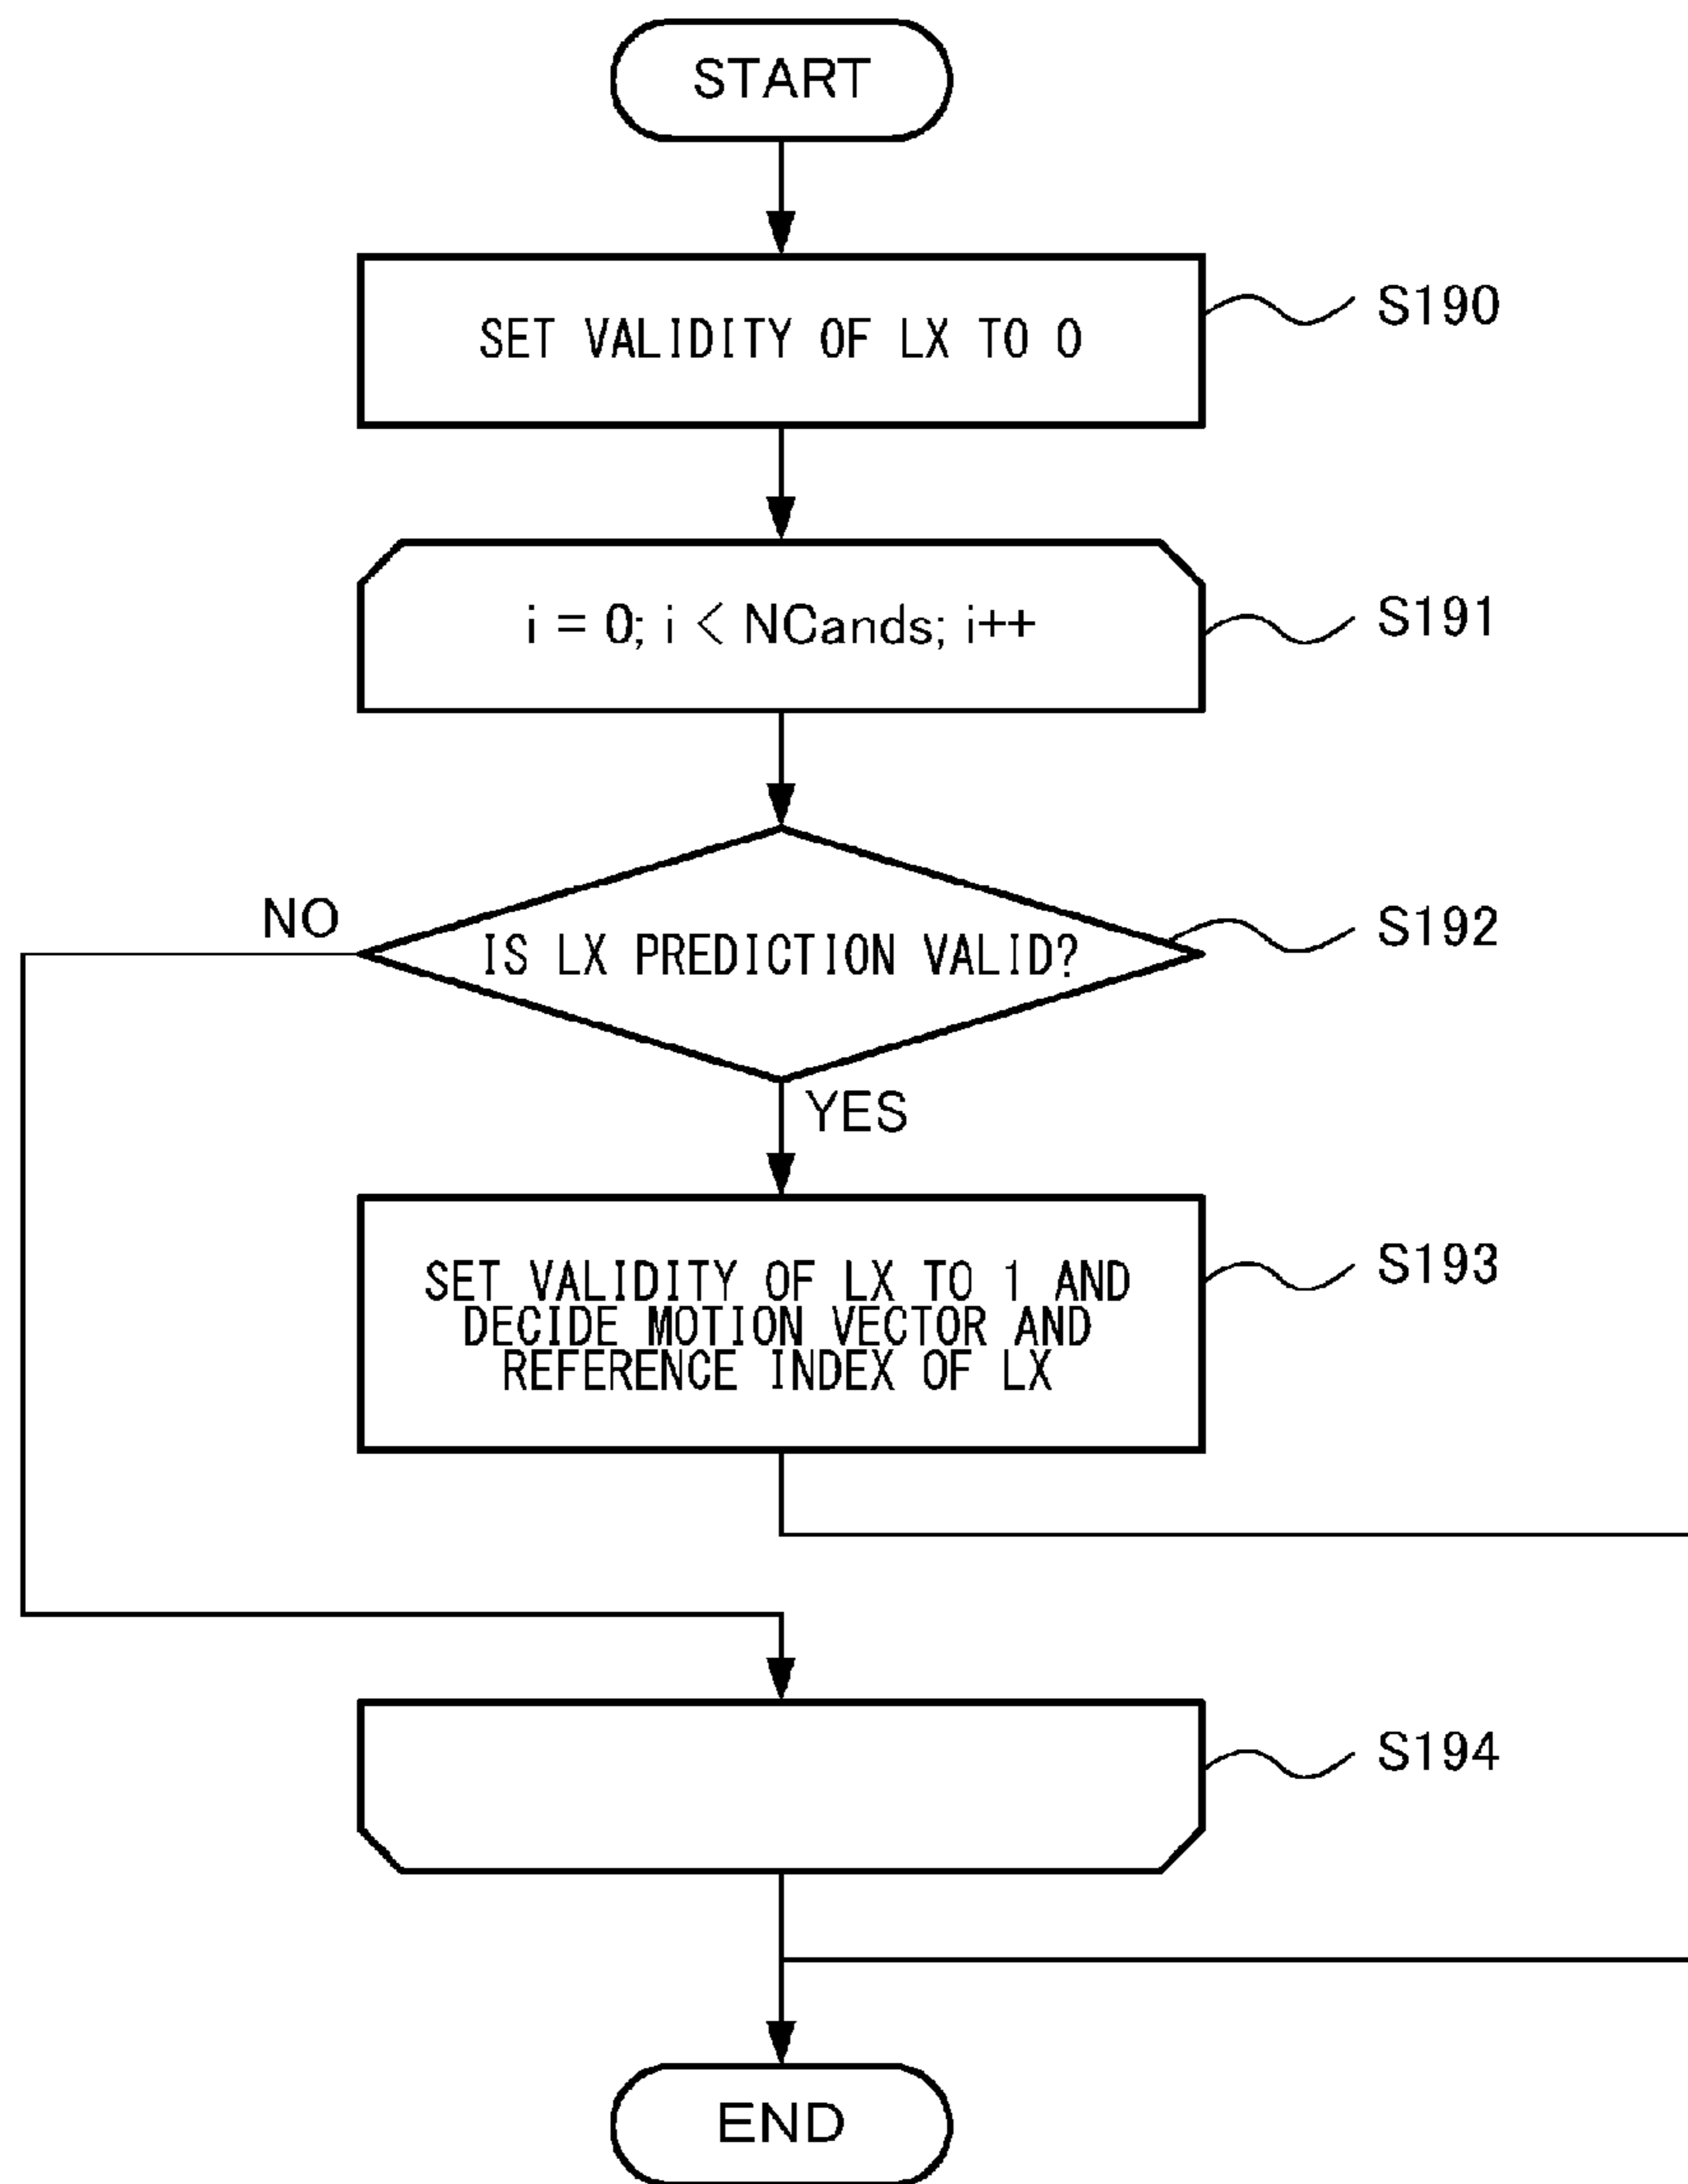 START
SET VALIDITY OF LX TO 0
S190
i = 0; i < NCands; i++
S191
NO
IS LX PREDICTION VALID?
S192
YES
SET VALIDITY OF LX TO 1 AND
DECIDE MOTION VECTOR AND
REFERENCE INDEX OF LX
S193
S194
END